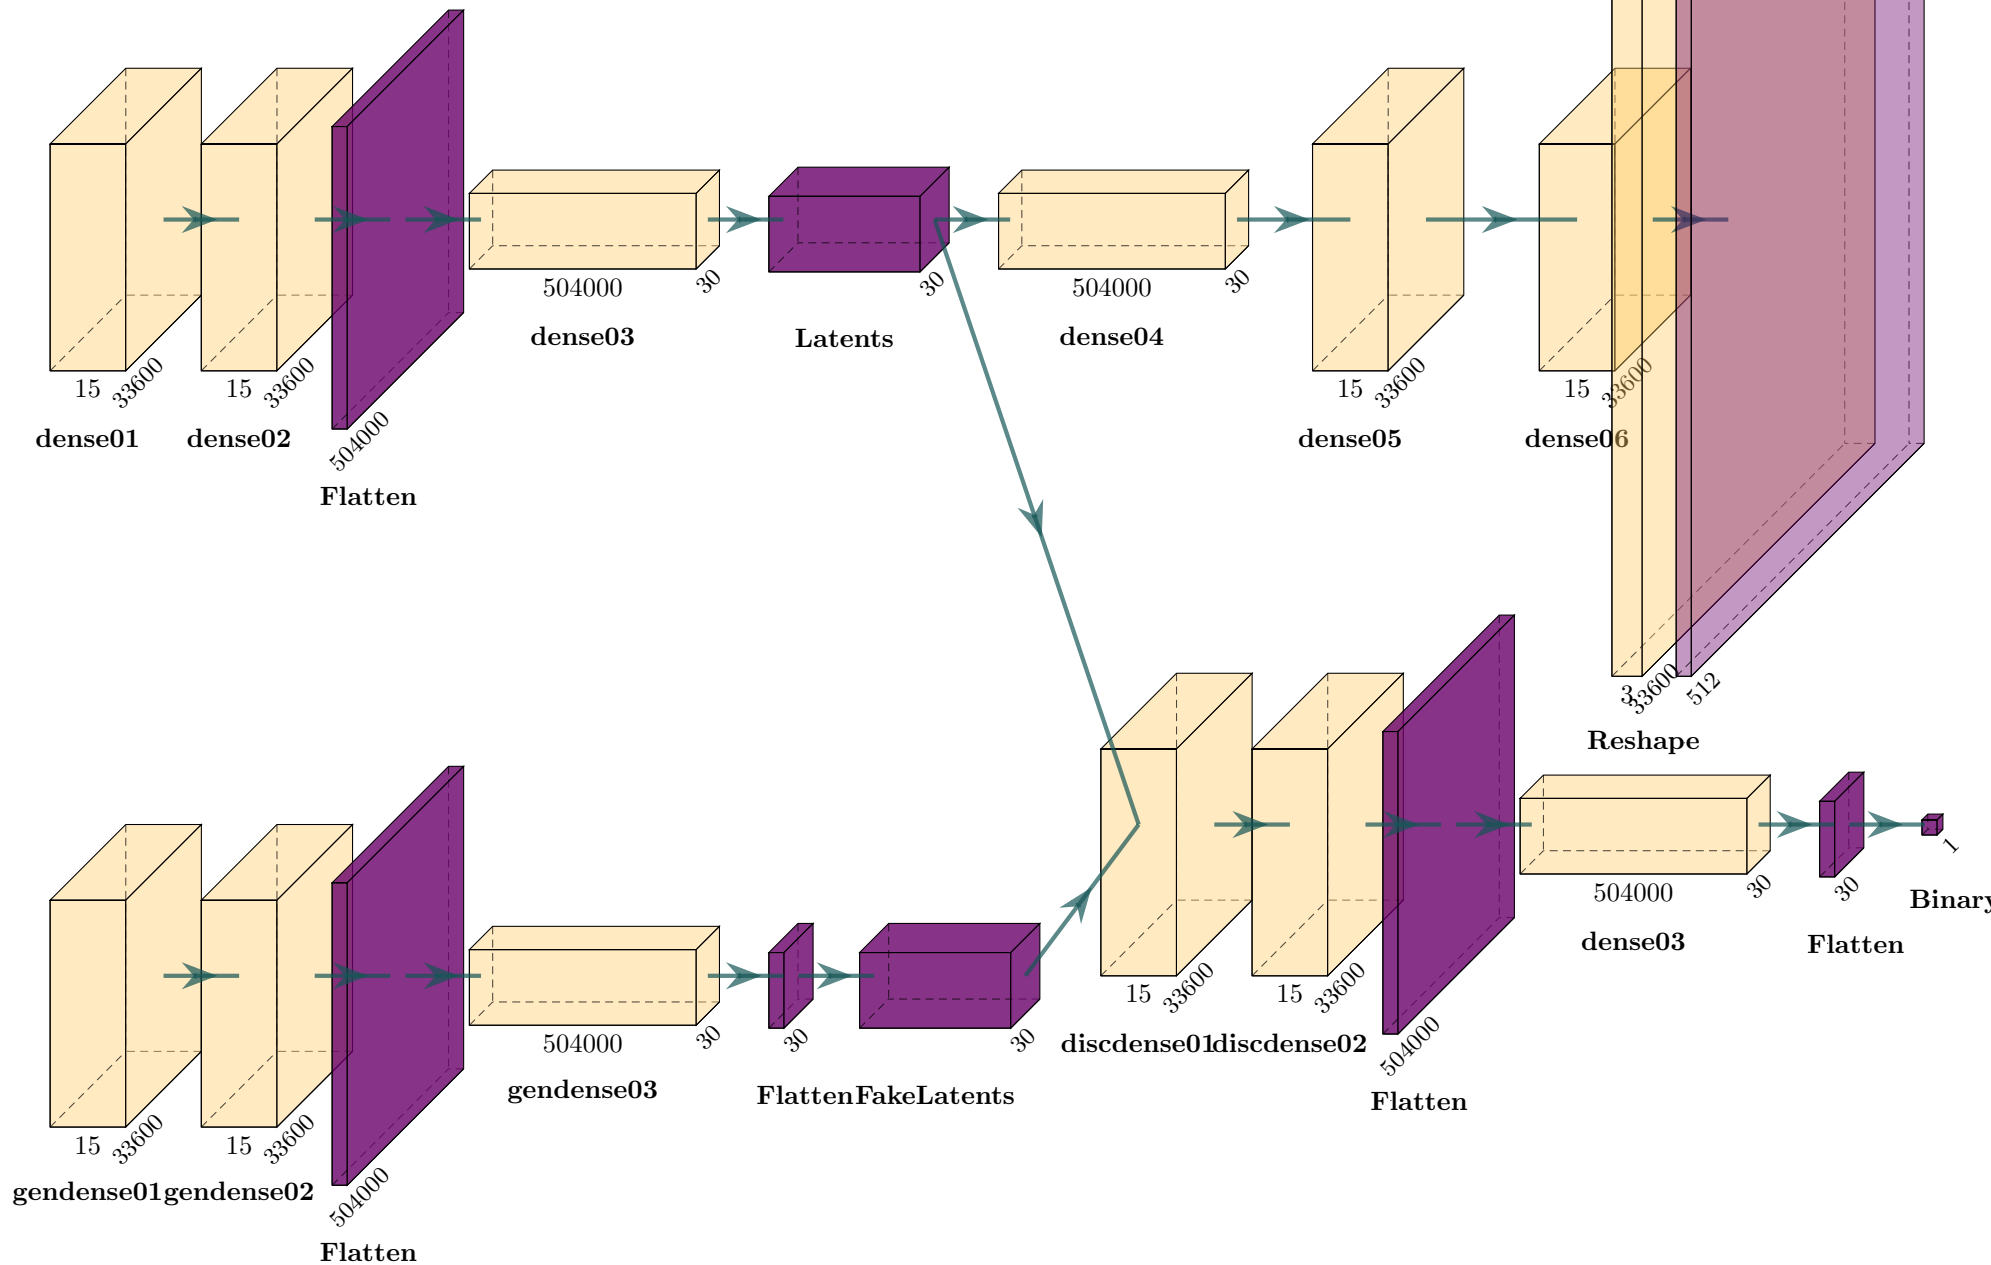 15
33600
dense01
15
33600
dense02
504000
Flatten
504000
30
dense03
30
Latents
504000
30
dense04
15
33600
dense05
15
33600
dense06
3
33600
512
Reshape
15
33600
gendense01
15
33600
gendense02
504000
Flatten
504000
30
gendense03
30
Flatten
30
FakeLatents
15
33600
discdense01
15
33600
discdense02
504000
Flatten
504000
30
dense03
30
Flatten
1
Binary